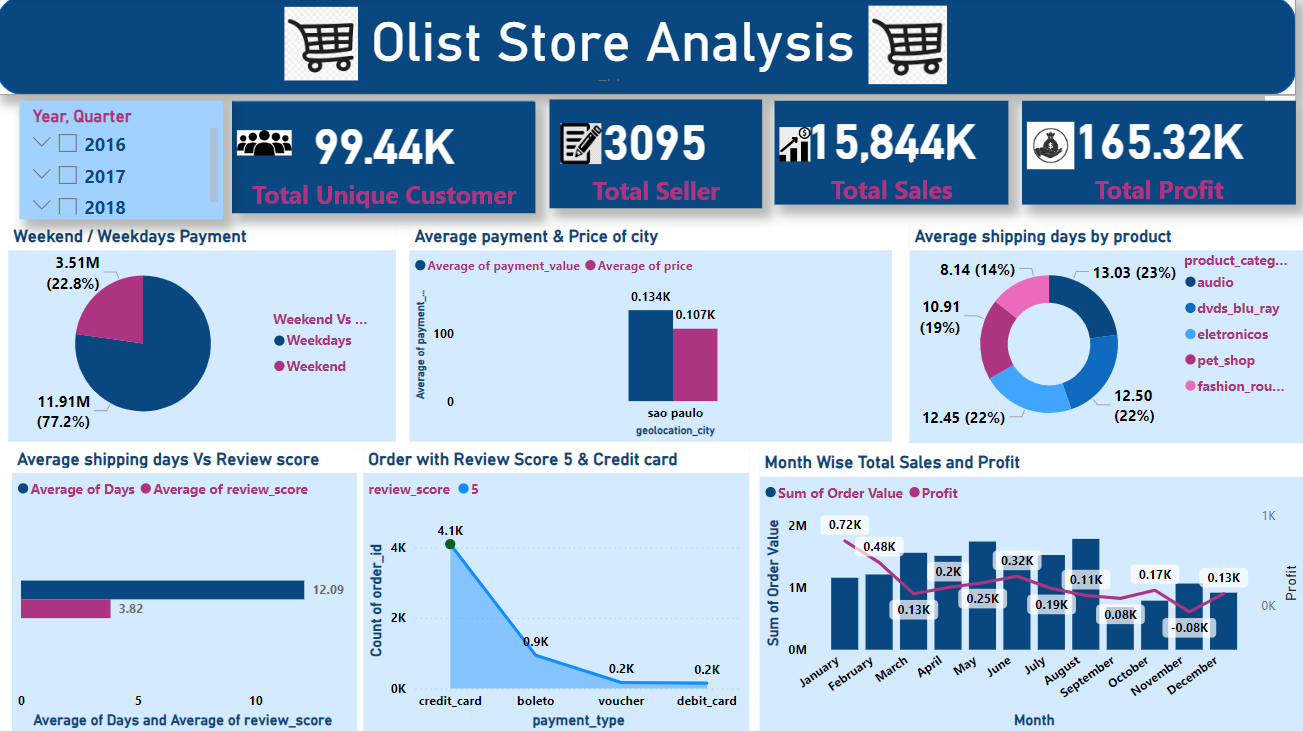 Olist Store Analysis
Year, Quarter
2016
2017
2018
99.44K
Total Unique Customer
3095
Total Seller
15,844K
Total Sales
165.32K
Total Profit
Weekend / Weekdays Payment
3.51M
(22.8%)
11.91M
(77.2%)
Weekend Vs ...
Weekdays
Weekend
Average payment & Price of city
Average of payment_value
Average of price
Average of payment_...
100
0
0.134K
0.107K
sao paulo
geolocation_city
Average shipping days by product
8.14 (14%)
13.03 (23%)
10.91
(19%)
12.45 (22%)
12.50
(22%)
product_categ...
audio
dvds_blu_ray
eletronicos
pet_shop
fashion_rou...
Average shipping days Vs Review score
Average of Days
Average of review_score
12.09
3.82
0
5
10
Average of Days and Average of review_score
Order with Review Score 5 & Credit card
review_score
5
Count of order_id
4K
2K
0K
4.1K
0.9K
0.2K
0.2K
credit_card
boleto
voucher
debit_card
payment_type
Month Wise Total Sales and Profit
Sum of Order Value
Profit
Sum of Order Value
2M
1M
0M
0.72K
0.48K
0.13K
0.2K
0.25K
0.32K
0.19K
0.11K
0.08K
0.17K
-0.08K
0.13K
1K
0K
Profit
January
February
March
April
May
June
July
August
September
October
November
December
Month